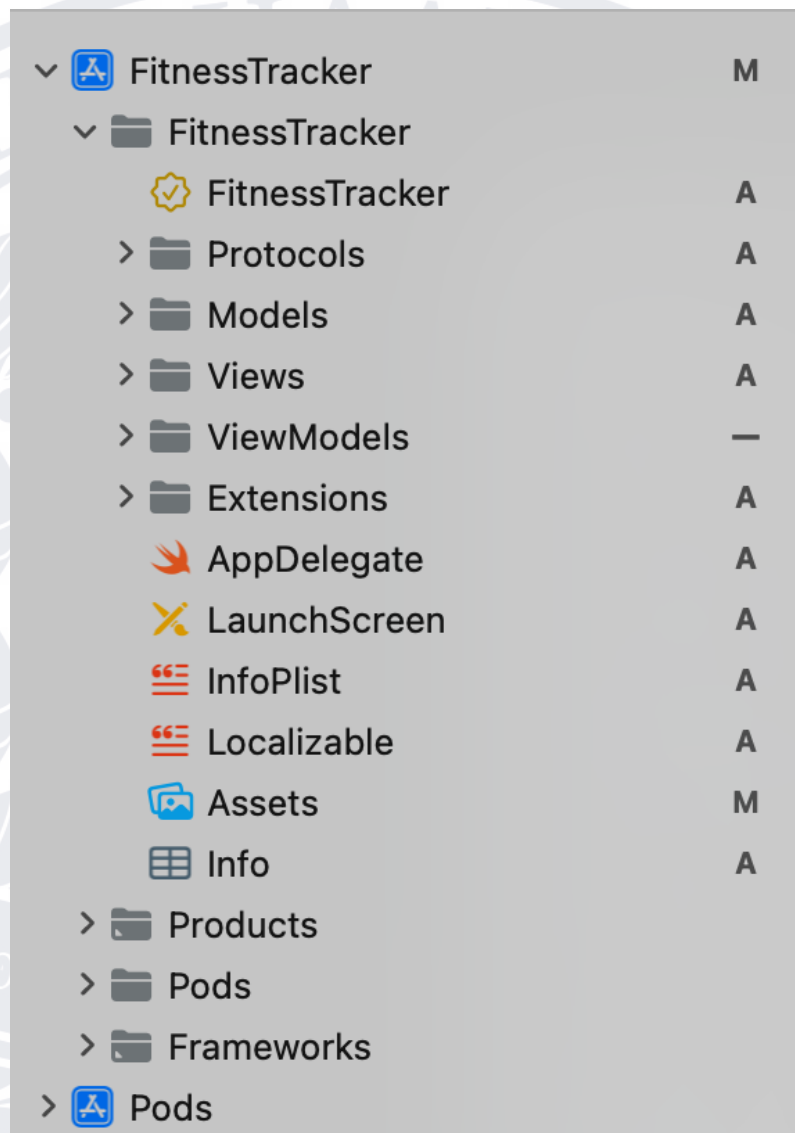 FitnessTracker M
FitnessTracker
FitnessTracker A
Protocols A
Models A
Views A
ViewModels —
Extensions A
AppDelegate A
LaunchScreen A
InfoPlist A
Localizable A
Assets M
Info A
Products
Pods
Frameworks
Pods